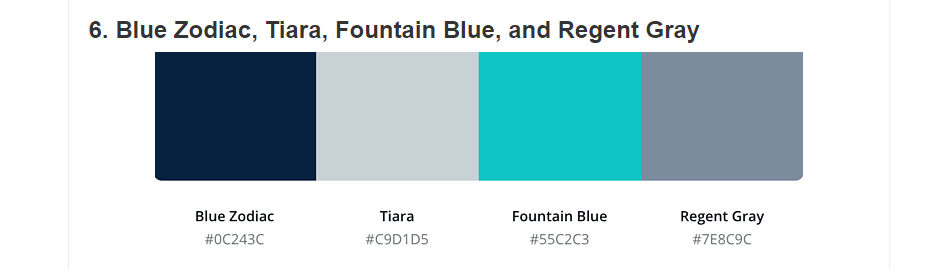 6. Blue Zodiac, Tiara, Fountain Blue, and Regent Gray
Blue Zodiac Tiara Fountain Blue Regent Gray
#0C243C #C9D1D5 #55C2C3 #7E8C9C